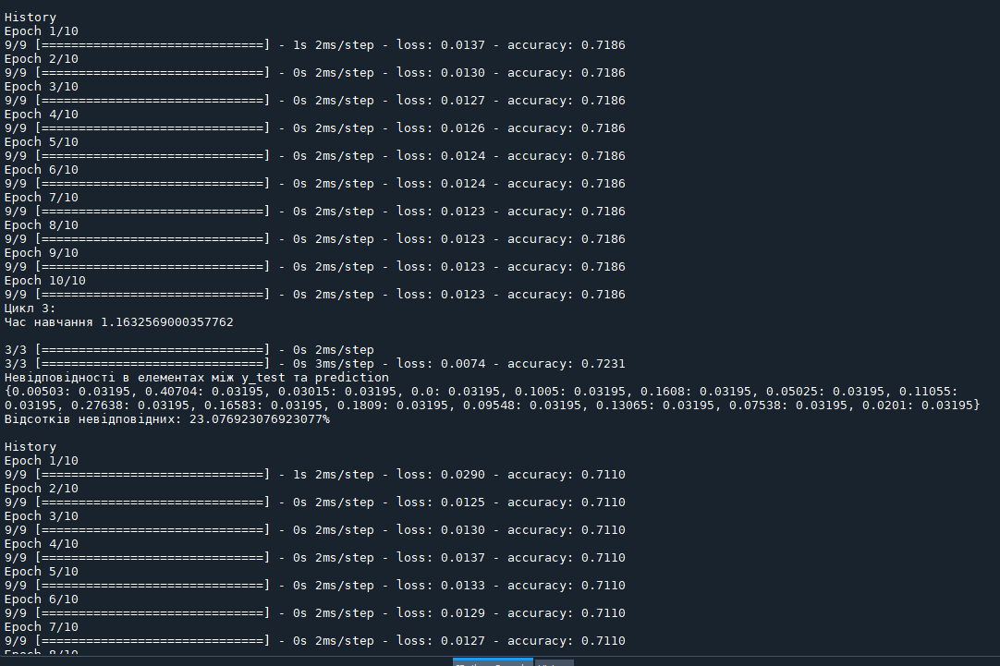 History
Epoch 1/10
9/9 [==============================] - 1s 2ms/step - loss: 0.0137 - accuracy: 0.7186
Epoch 2/10
9/9 [==============================] - 0s 2ms/step - loss: 0.0130 - accuracy: 0.7186
Epoch 3/10
9/9 [==============================] - 0s 2ms/step - loss: 0.0127 - accuracy: 0.7186
Epoch 4/10
9/9 [==============================] - 0s 2ms/step - loss: 0.0126 - accuracy: 0.7186
Epoch 5/10
9/9 [==============================] - 0s 2ms/step - loss: 0.0124 - accuracy: 0.7186
Epoch 6/10
9/9 [==============================] - 0s 2ms/step - loss: 0.0124 - accuracy: 0.7186
Epoch 7/10
9/9 [==============================] - 0s 2ms/step - loss: 0.0123 - accuracy: 0.7186
Epoch 8/10
9/9 [==============================] - 0s 2ms/step - loss: 0.0123 - accuracy: 0.7186
Epoch 9/10
9/9 [==============================] - 0s 2ms/step - loss: 0.0123 - accuracy: 0.7186
Epoch 10/10
9/9 [==============================] - 0s 2ms/step - loss: 0.0123 - accuracy: 0.7186
Цикл 3:
Час навчання 1.1632569000357762
3/3 [==============================] - 0s 2ms/step
3/3 [==============================] - 0s 3ms/step - loss: 0.0074 - accuracy: 0.7231
Невідповідності в елементах між y_test та prediction
{0.00503: 0.03195, 0.40704: 0.03195, 0.03015: 0.03195, 0.0: 0.03195, 0.1005: 0.03195, 0.1608: 0.03195, 0.05025: 0.03195, 0.11055:
0.03195, 0.27638: 0.03195, 0.16583: 0.03195, 0.1809: 0.03195, 0.09548: 0.03195, 0.13065: 0.03195, 0.07538: 0.03195, 0.0201: 0.03195}
Відсотків невідповідних: 23.076923076923077%
History
Epoch 1/10
9/9 [==============================] - 1s 2ms/step - loss: 0.0290 - accuracy: 0.7110
Epoch 2/10
9/9 [==============================] - 0s 2ms/step - loss: 0.0125 - accuracy: 0.7110
Epoch 3/10
9/9 [==============================] - 0s 2ms/step - loss: 0.0130 - accuracy: 0.7110
Epoch 4/10
9/9 [==============================] - 0s 2ms/step - loss: 0.0137 - accuracy: 0.7110
Epoch 5/10
9/9 [==============================] - 0s 2ms/step - loss: 0.0133 - accuracy: 0.7110
Epoch 6/10
9/9 [==============================] - 0s 2ms/step - loss: 0.0129 - accuracy: 0.7110
Epoch 7/10
9/9 [==============================] - 0s 2ms/step - loss: 0.0127 - accuracy: 0.7110
Epoch 8/10